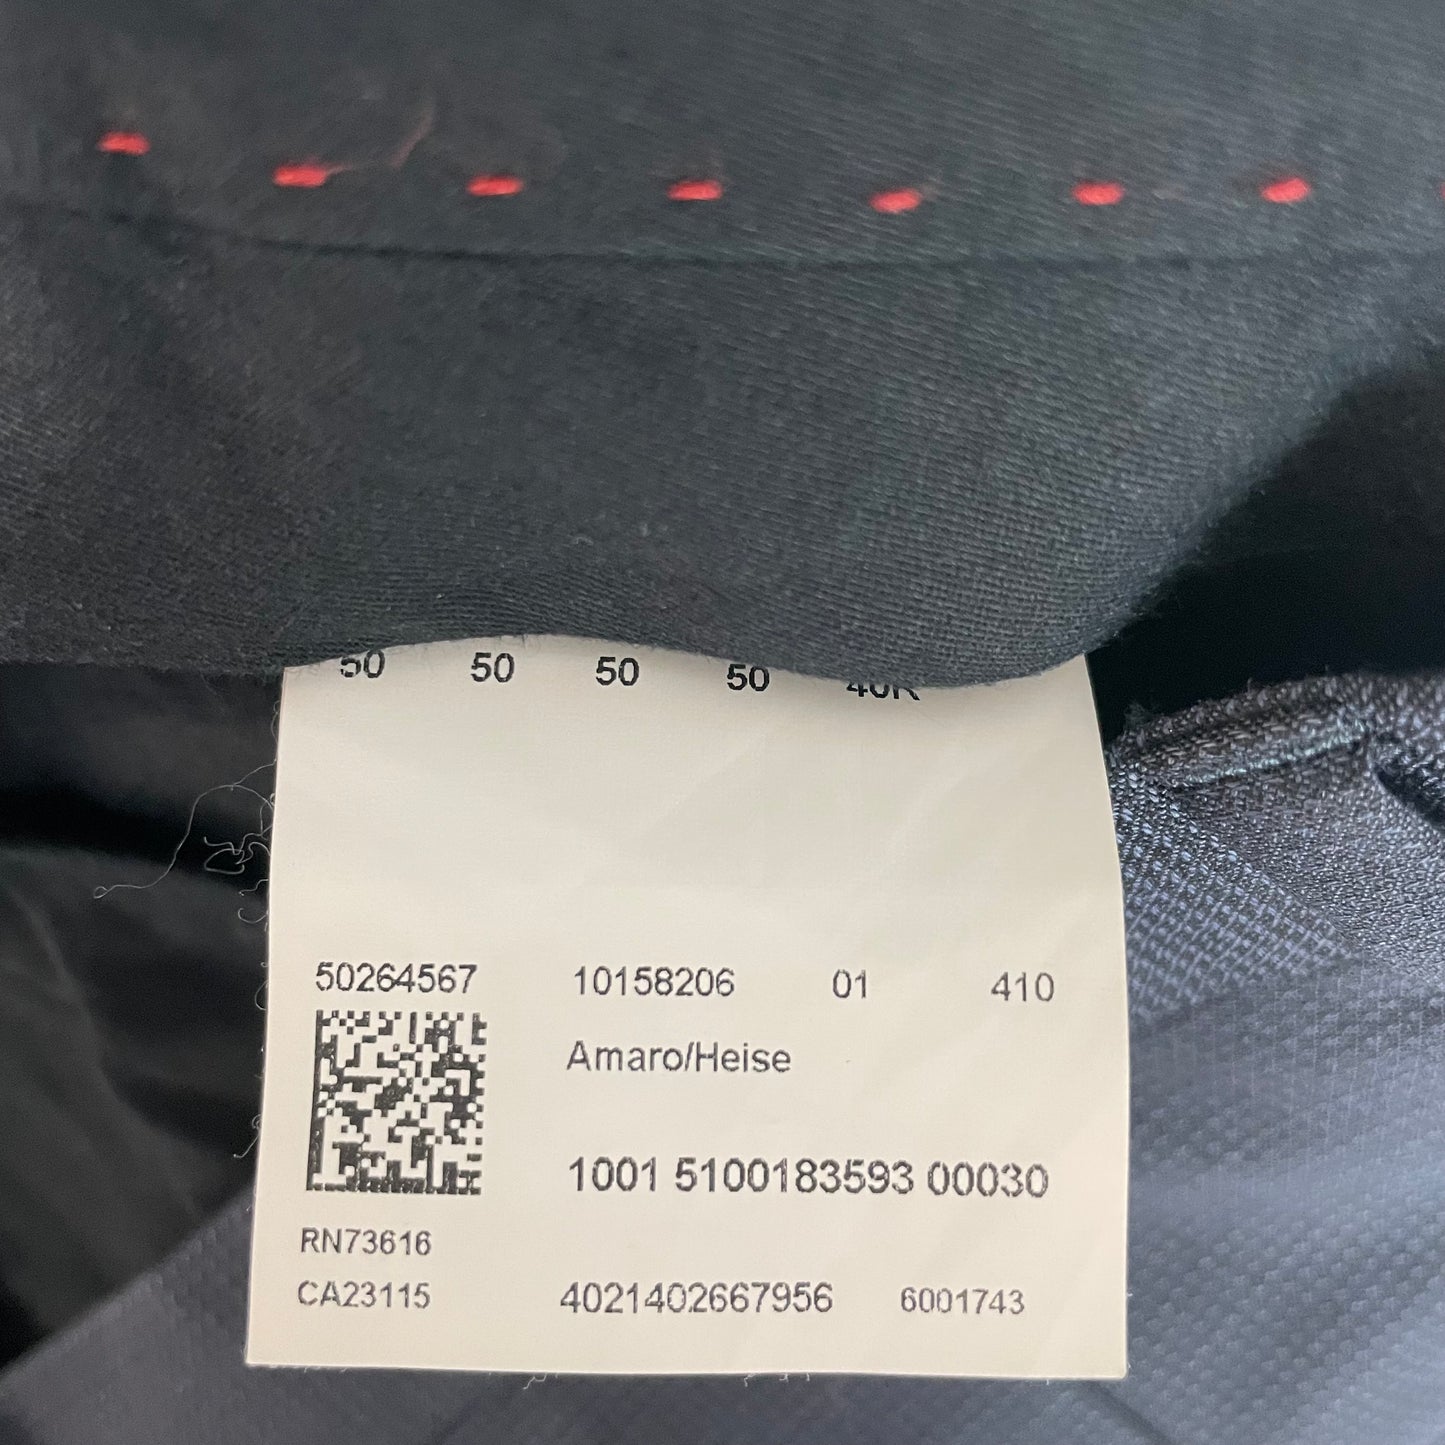 50 50 50 50 40R
50264567 10158206 01 410
Amaro/Heise
1001 5100183593 00030
RN73616
CA23115 4021402667956 6001743